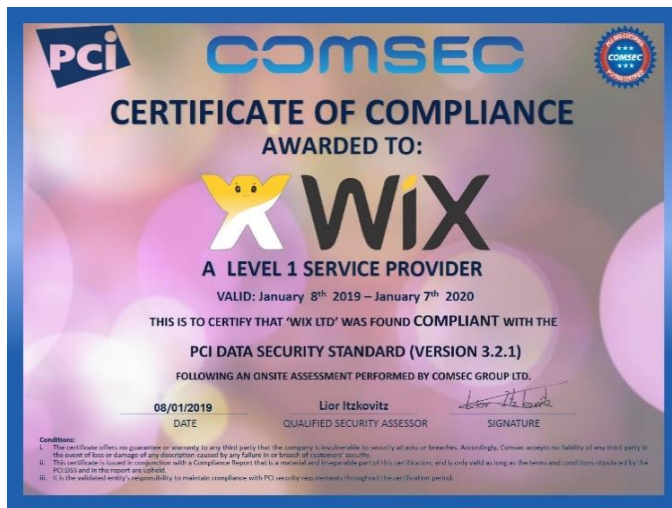 PCi
COMSEC
COMSEC
CERTIFICATE OF COMPLIANCE
AWARDED TO:
WiX
A LEVEL 1 SERVICE PROVIDER
VALID: January 8th 2019 – January 7th 2020
THIS IS TO CERTIFY THAT 'WIX LTD' WAS FOUND COMPLIANT WITH THE
PCI DATA SECURITY STANDARD (VERSION 3.2.1)
FOLLOWING AN ONSITE ASSESSMENT PERFORMED BY COMSEC GROUP LTD.
08/01/2019 Lior Itzkovitz
DATE QUALIFIED SECURITY ASSESSOR SIGNATURE
Conditions:
i. The certificate offers no guarantee or warranty to any third party that the company is invulnerable to security attacks or breaches. Accordingly, Comsec accepts no liability of any third party in
the event of loss or damage of any description caused by any failure in or breach of customers' security.
ii. This certificate is issued in conjunction with a Compliance Report that is a material and inseparable part of this certification, and is only valid as long as the terms and conditions stipulated by the
PCI DSS and in the report are upheld.
iii. It is the validated entity's responsibility to maintain compliance with PCI security requirements throughout the certification period.